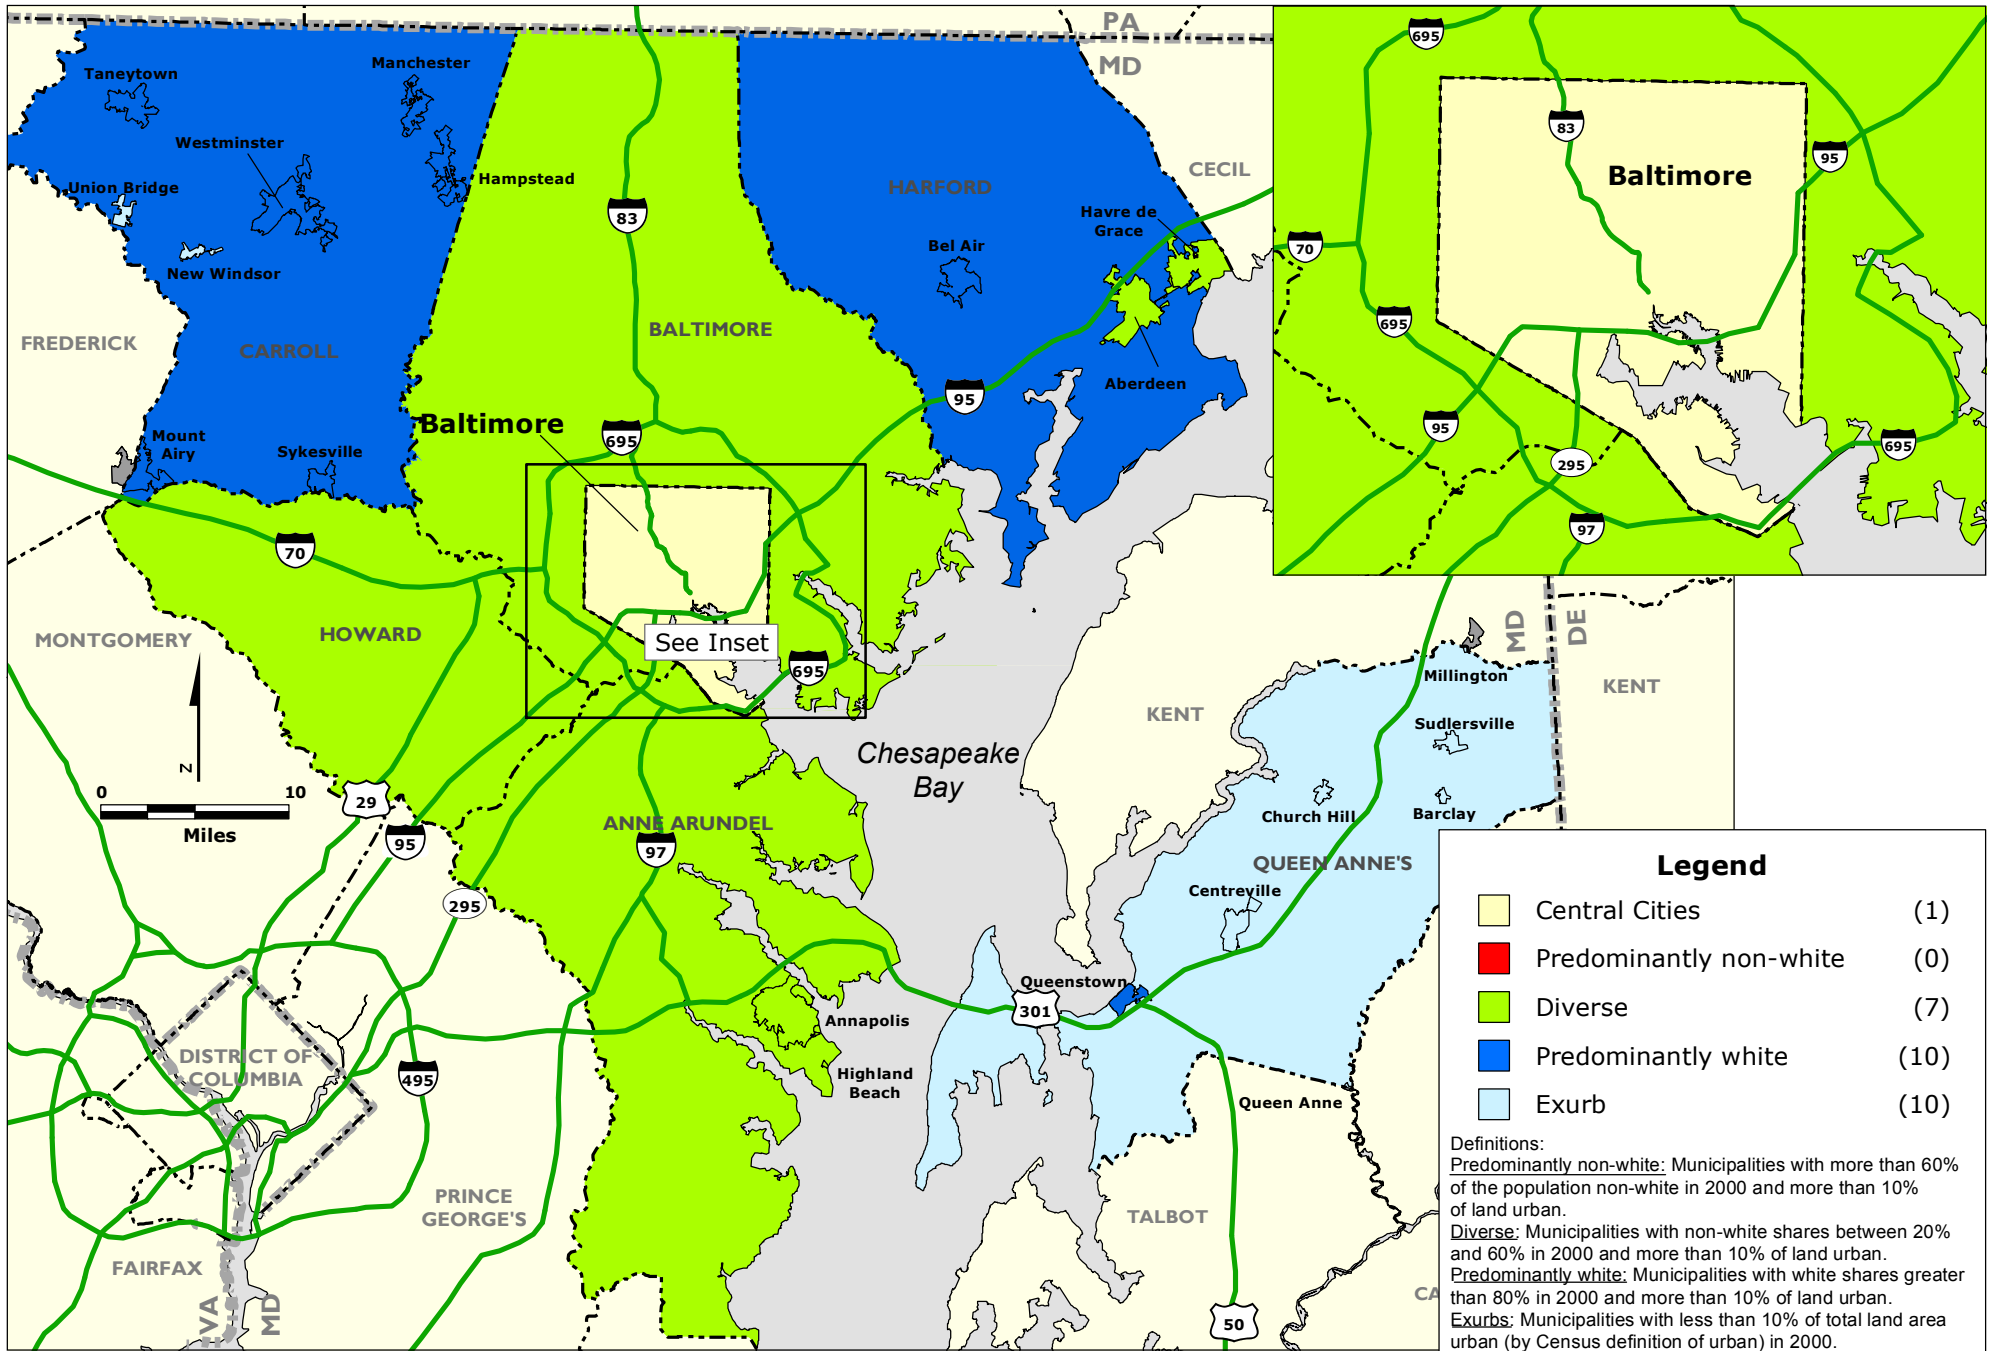 PA
MD
Taneytown
Manchester
Westminster
Union Bridge
Hampstead
New Windsor
HARFORD
CECIL
Havre de
Grace
Bel Air
83
FREDERICK
CARROLL
BALTIMORE
Aberdeen
95
Baltimore
695
Mount
Airy
Sykesville
70
HOWARD
MONTGOMERY
See Inset
695
N
0 10
Miles
29
95
295
ANNE ARUNDEL
97
Chesapeake
Bay
KENT
MD
DE
KENT
Millington
Sudlersville
Church Hill
Barclay
QUEEN ANNE'S
Centreville
Queenstown
301
Annapolis
Highland
Beach
DISTRICT OF
COLUMBIA
495
PRINCE
GEORGE'S
FAIRFAX
VA
MD
Queen Anne
TALBOT
CA
50
695
83
95
Baltimore
70
695
95
295
97
695
Legend
Central Cities (1)
Predominantly non-white (0)
Diverse (7)
Predominantly white (10)
Exurb (10)
Definitions:
Predominantly non-white: Municipalities with more than 60%
of the population non-white in 2000 and more than 10%
of land urban.
Diverse: Municipalities with non-white shares between 20%
and 60% in 2000 and more than 10% of land urban.
Predominantly white: Municipalities with white shares greater
than 80% in 2000 and more than 10% of land urban.
Exurbs: Municipalities with less than 10% of total land area
urban (by Census definition of urban) in 2000.